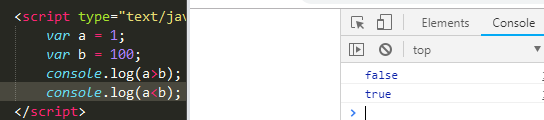 <script type="text/jav
var a = 1;
var b = 100;
console.log(a>b);
console.log(a<b);
</script>
Elements Console
top
false
true
>